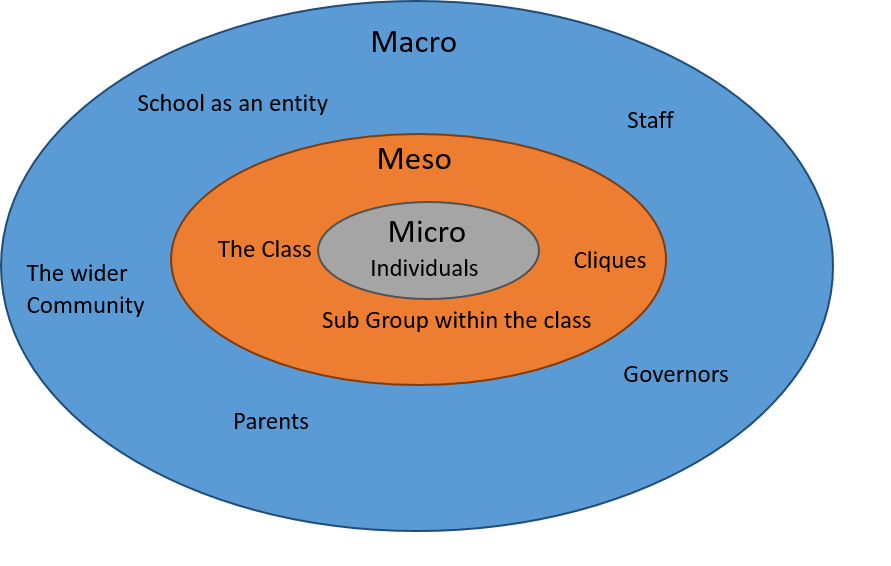 Macro
School as an entity
Staff
Meso
Micro
The Class
Individuals
Cliques
The wider
Community
Sub Group within the class
Governors
Parents